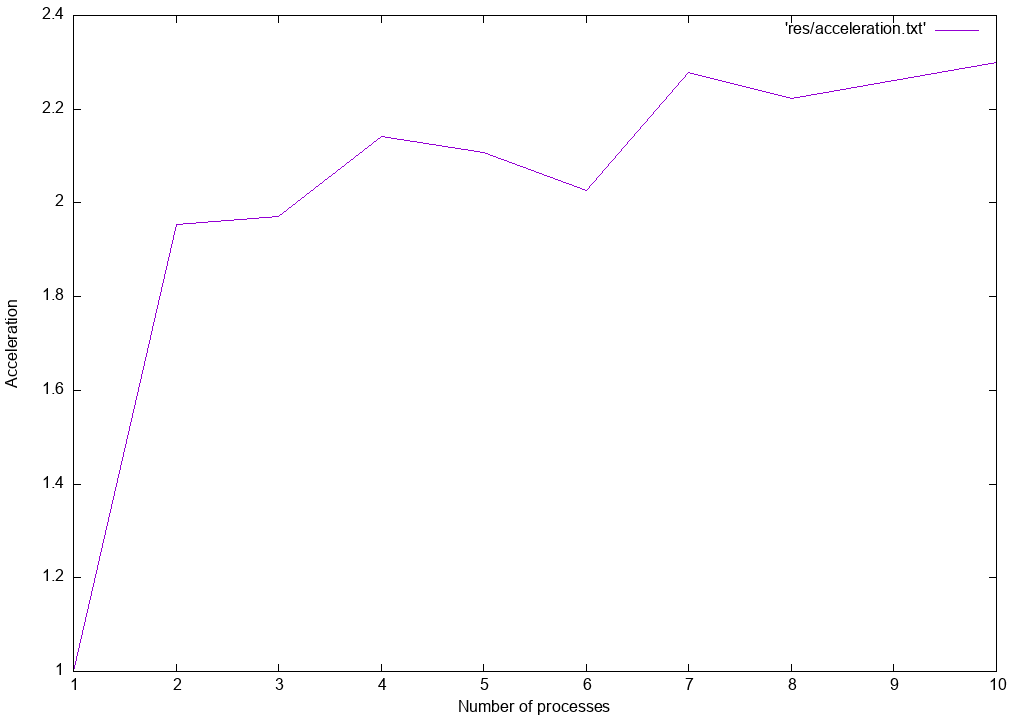 2.4
'res/acceleration.txt'
2.2
2
1.8
1.6
1.4
1.2
1
Acceleration
1 2 3 4 5 6 7 8 9 10
Number of processes